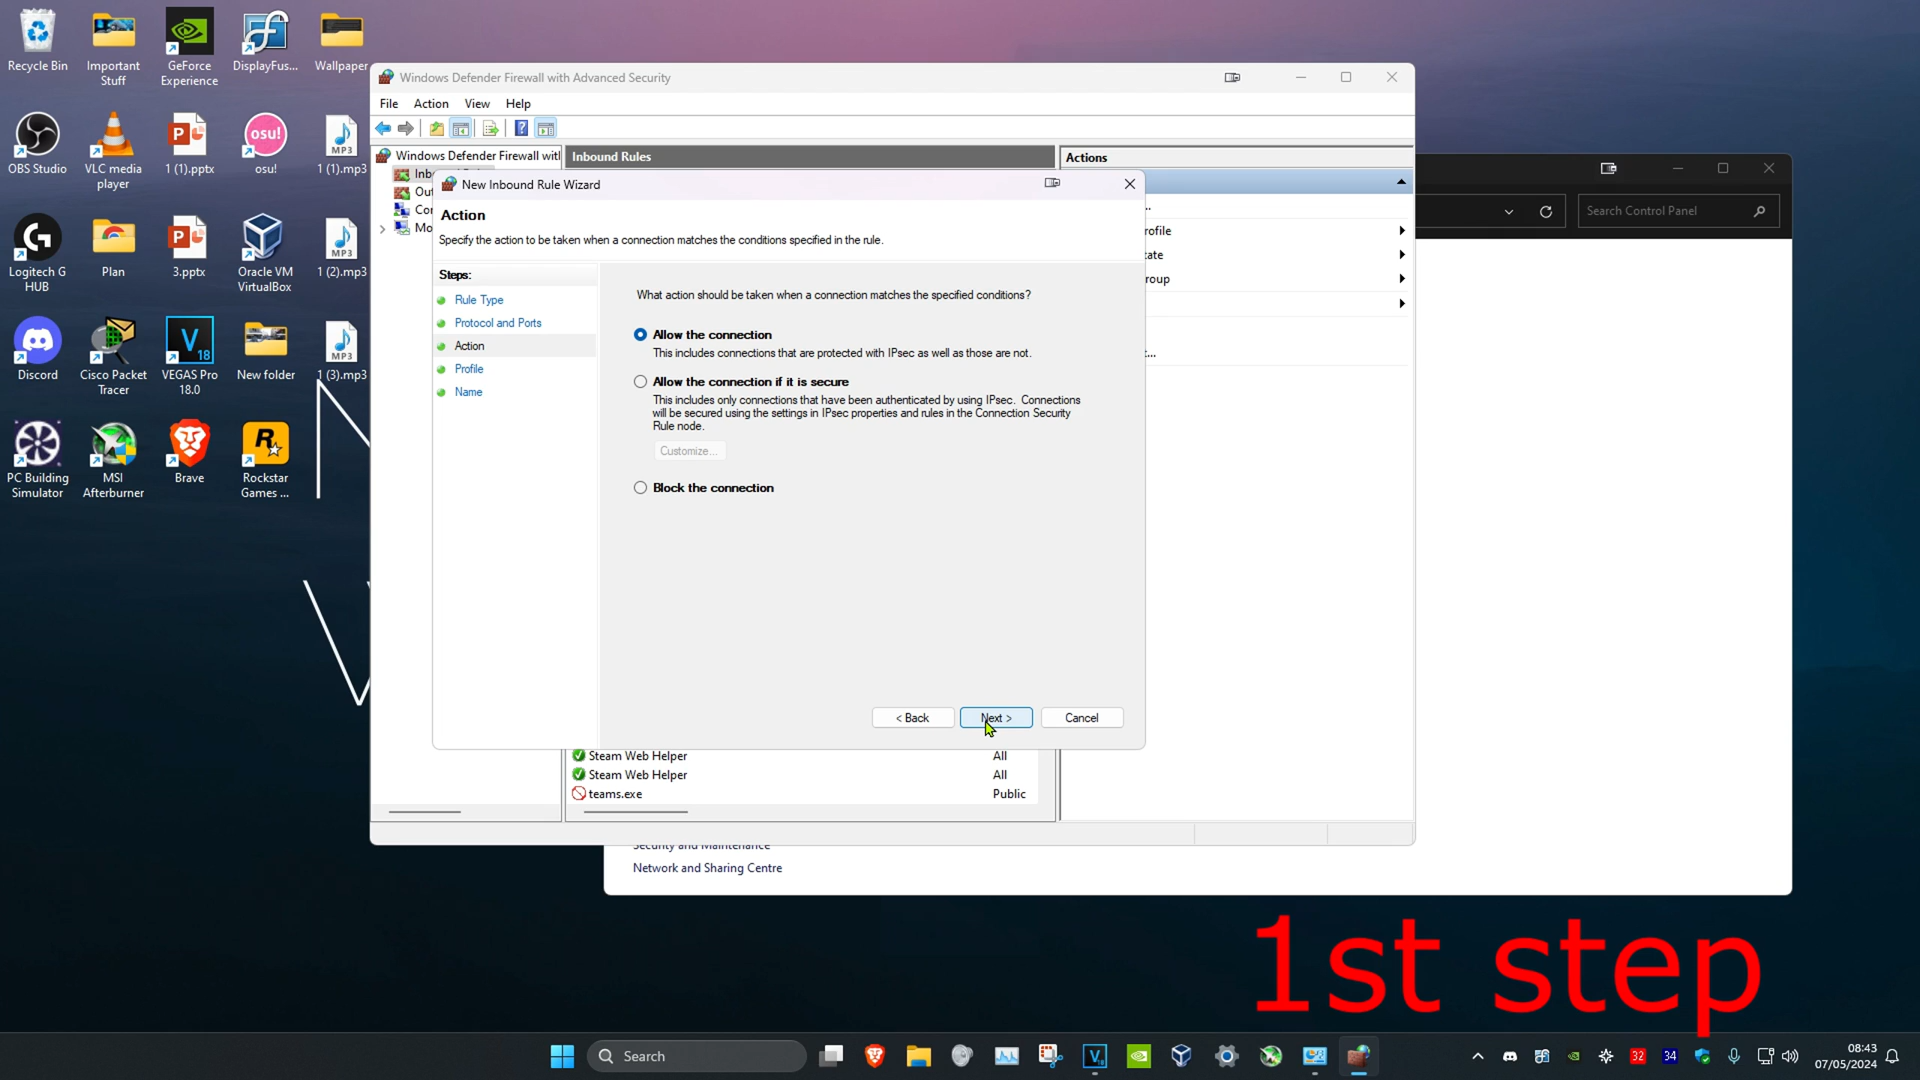 Recycle Bin
Important
Stuff
GeForce
Experience
DisplayFus...
Wallpaper
OBS Studio
VLC media
player
1 (1).pptx
osu!
osu!
1 (1).mp3
Logitech G
HUB
Plan
3.pptx
Oracle VM
VirtualBox
1 (2).mp3
Discord
Cisco Packet
Tracer
VEGAS Pro
18.0
New folder
1 (3).mp3
PC Building
Simulator
MSI
Afterburner
Brave
Rockstar
Games ...
Windows Defender Firewall with Advanced Security
File
Action
View
Help
Windows Defender Firewall with
Inbound Rules
Actions
New Inbound Rule Wizard
Action
Specify the action to be taken when a connection matches the conditions specified in the rule.
Steps:
Rule Type
Protocol and Ports
Action
Profile
Name
What action should be taken when a connection matches the specified conditions?
Allow the connection
This includes connections that are protected with IPsec as well as those are not.
Allow the connection if it is secure
This includes only connections that have been authenticated by using IPsec. Connections
will be secured using the settings in IPsec properties and rules in the Connection Security
Rule node.
Customize...
Block the connection
< Back
Next >
Cancel
Steam Web Helper
All
Steam Web Helper
All
teams.exe
Public
Search Control Panel
Security and Maintenance
Network and Sharing Centre
1st step
Search
32
34
08:43
07/05/2024